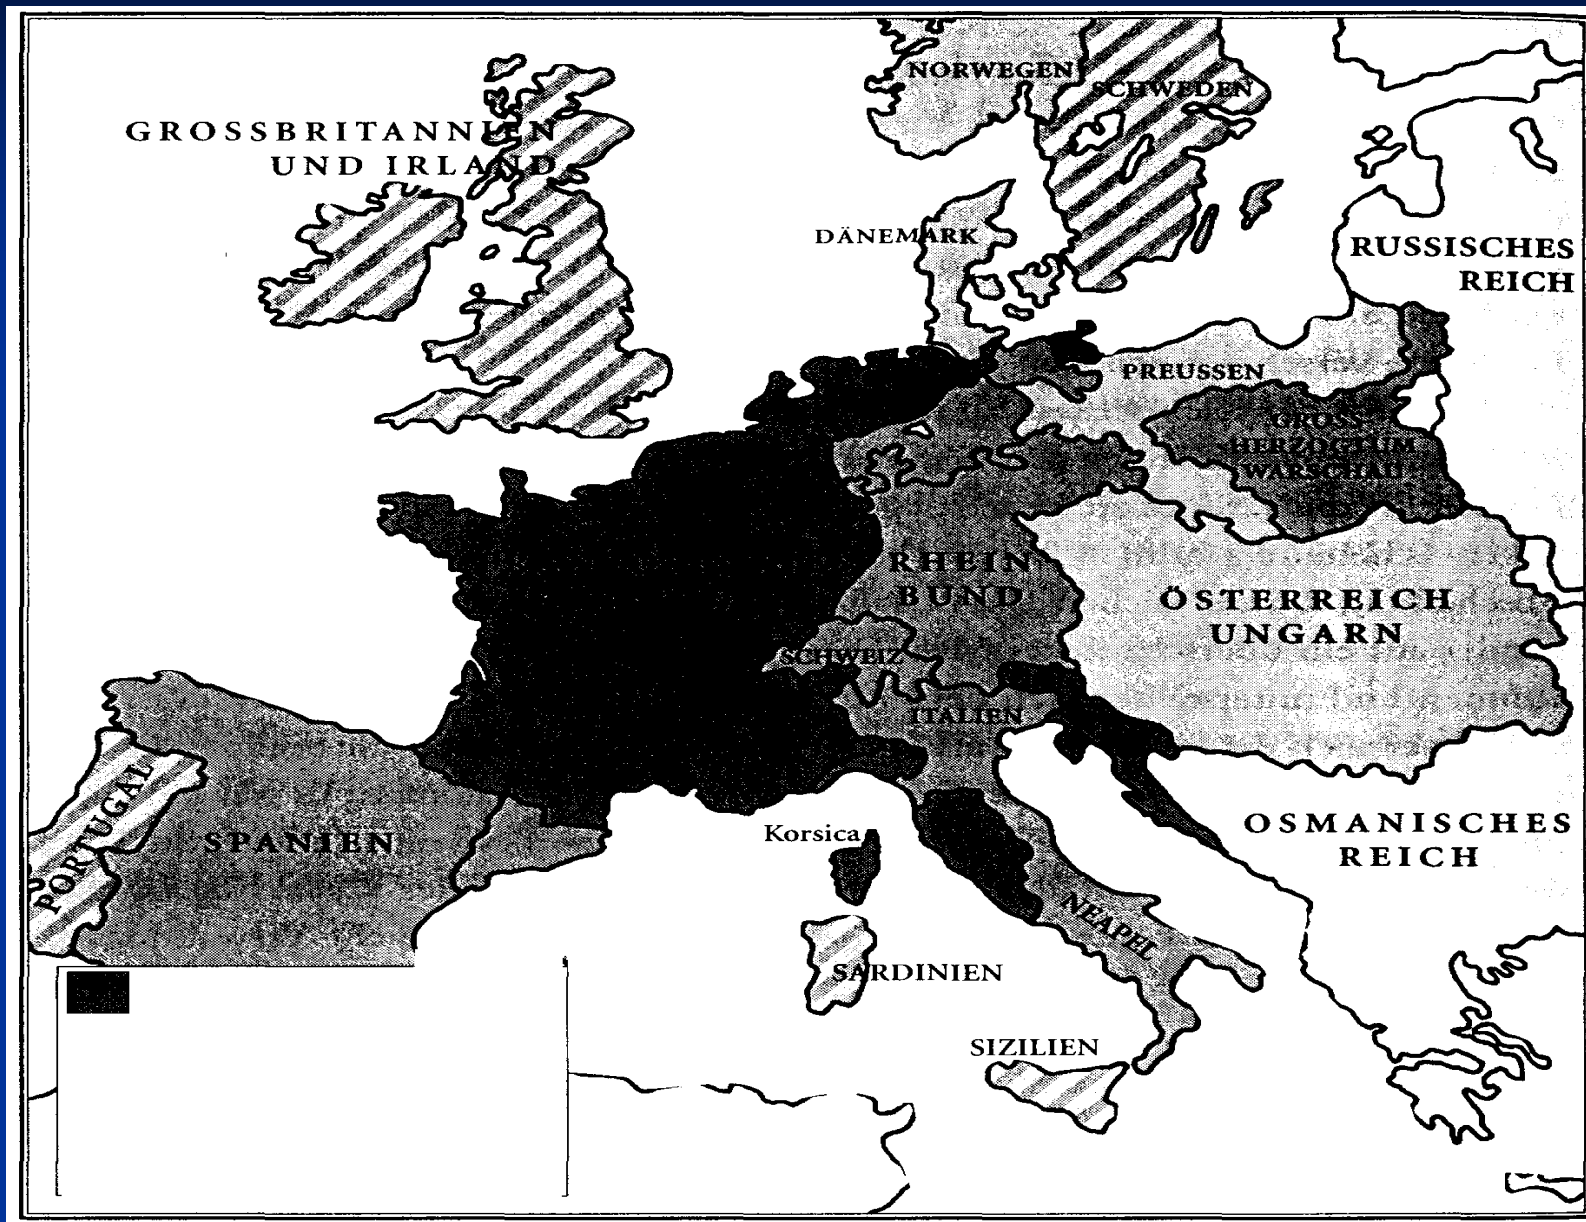 NORWEGEN
SCHWEDEN
GROSSBRITANNIEN
UND IRLAND
DÄNEMARK
RUSSISCHES
REICH
PREUSSEN
GROSS
HERZOGTUM
WARSCHAU
RHEIN
BUND
ÖSTERREICH
UNGARN
SCHWEIZ
ITALIEN
PORTUGAL
SPANIEN
Korsica
OSMANISCHES
REICH
NEAPEL
SARDINIEN
SIZILIEN